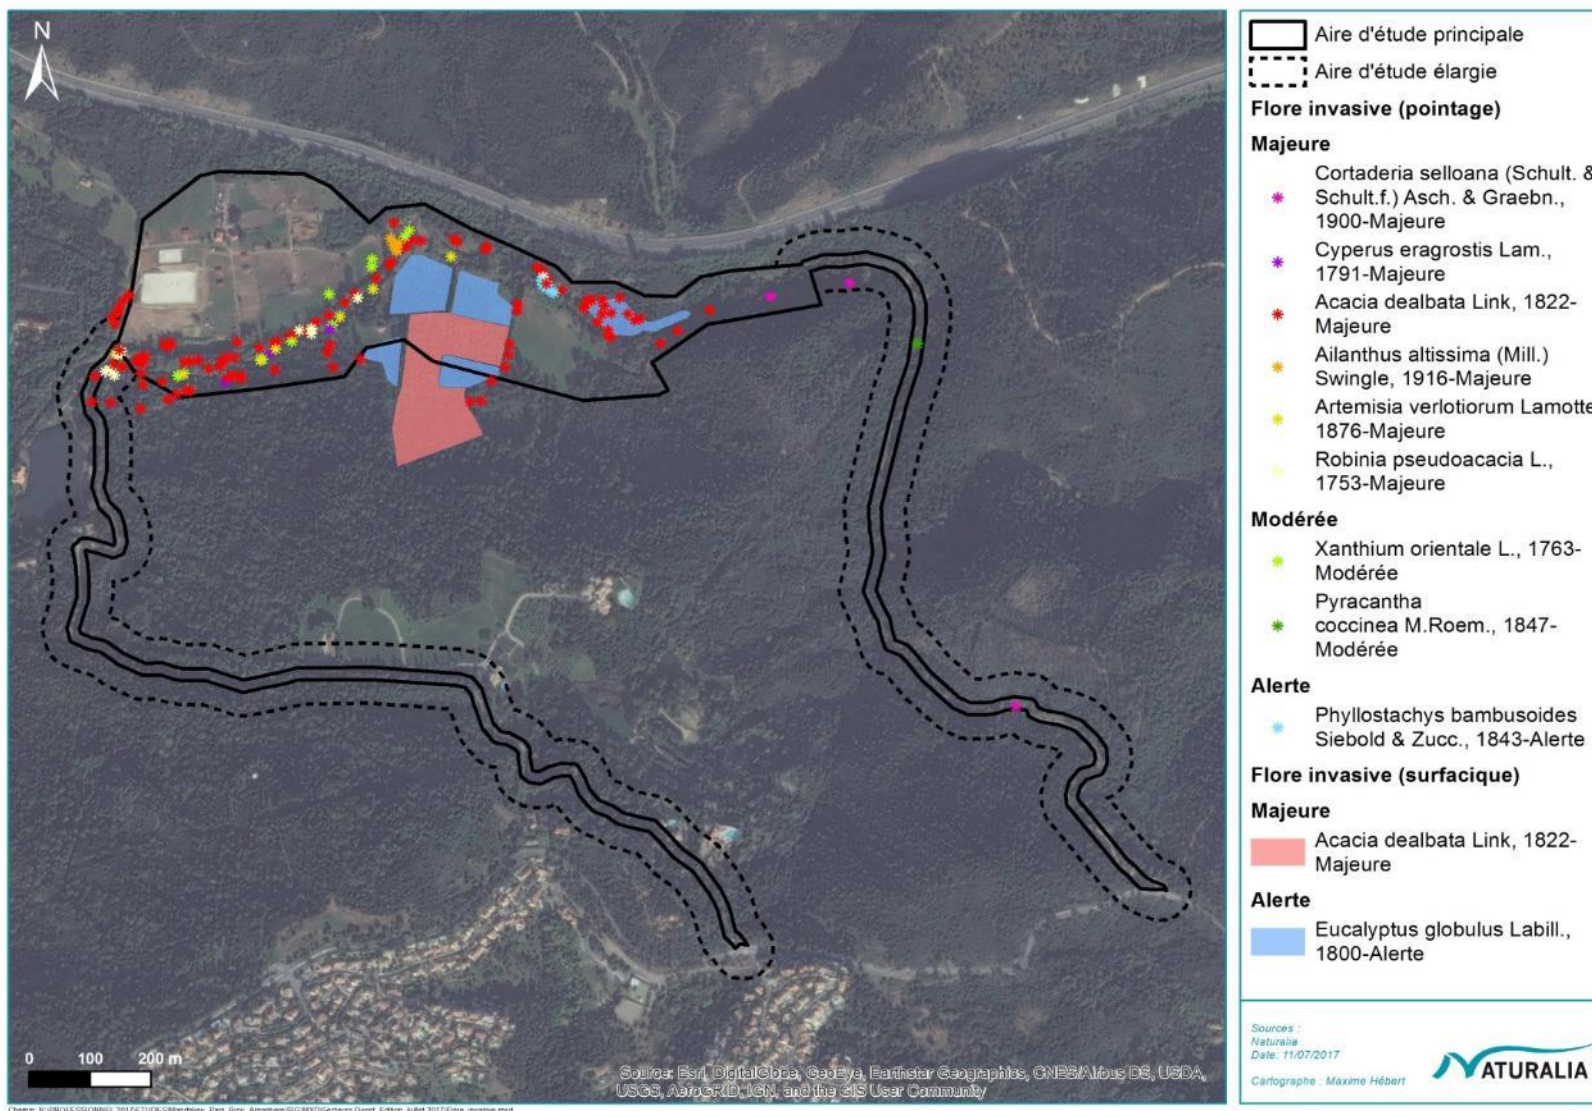 N
0 100 200 m
Source: Esri, DigitalGlobe, GeoEye, Earthstar Geographics, CNES/Airbus DS, USDA,
USGS, AeroGRID, IGN, and the GIS User Community
Aire d'étude principale
Aire d'étude élargie
Flore invasive (pointage)
Majeure
Cortaderia selloana (Schult. &
Schult.f.) Asch. & Graebn.,
1900-Majeure
Cyperus eragrostis Lam.,
1791-Majeure
Acacia dealbata Link, 1822-
Majeure
Ailanthus altissima (Mill.)
Swingle, 1916-Majeure
Artemisia verlotiorum Lamotte
1876-Majeure
Robinia pseudoacacia L.,
1753-Majeure
Modérée
Xanthium orientale L., 1763-
Modérée
Pyracantha
coccinea M.Roem., 1847-
Modérée
Alerte
Phyllostachys bambusoides
Siebold & Zucc., 1843-Alerte
Flore invasive (surfacique)
Majeure
Acacia dealbata Link, 1822-
Majeure
Alerte
Eucalyptus globulus Labill.,
1800-Alerte
Sources :
Naturalia
Date: 11/07/2017
Cartographe : Maxime Hébert
NATURALIA